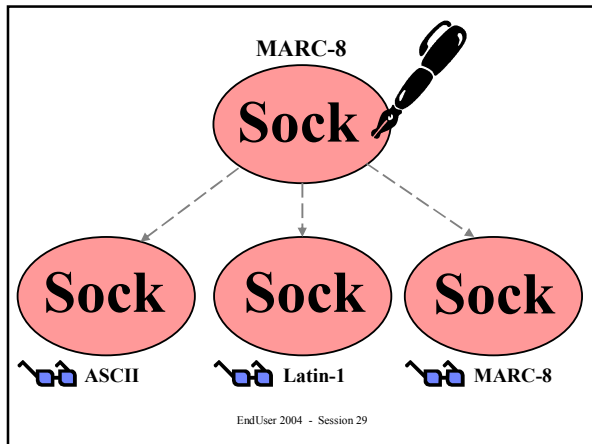 MARC-8
Sock
Sock Sock Sock
ASCII Latin-1 MARC-8
EndUser 2004 - Session 29